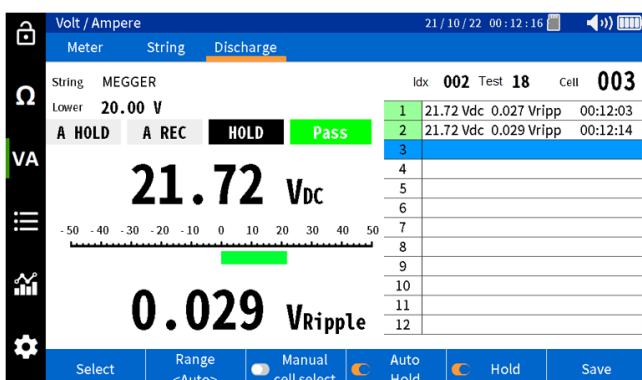 Volt / Ampere 21 / 10 / 22 00 : 12 : 16
Meter String Discharge
String MEGGER Idx 002 Test 18 Cell 003
Lower 20.00 V
A HOLD A REC HOLD Pass
1 21.72 Vdc 0.027 Vripp 00:12:03
2 21.72 Vdc 0.029 Vripp 00:12:14
3
4
5
6
7
8
9
10
11
12
Ω
VA
21.72 VDC
- 50 - 40 - 30 - 20 - 10 0 10 20 30 40 50
0.029 VRipple
Select
Range
<Auto>
Manual
cell select
Auto
Hold
Hold
Save